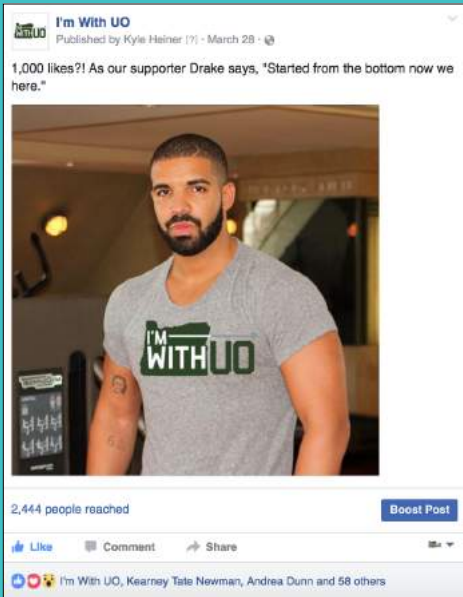 I'm With UO
Published by Kyle Heiner [?] · March 28 ·
1,000 likes?! As our supporter Drake says, "Started from the bottom now we
here."
I'M
WITH UO
2,444 people reached
Boost Post
Like Comment Share
I'm With UO, Kearney Tate Newman, Andrea Dunn and 58 others